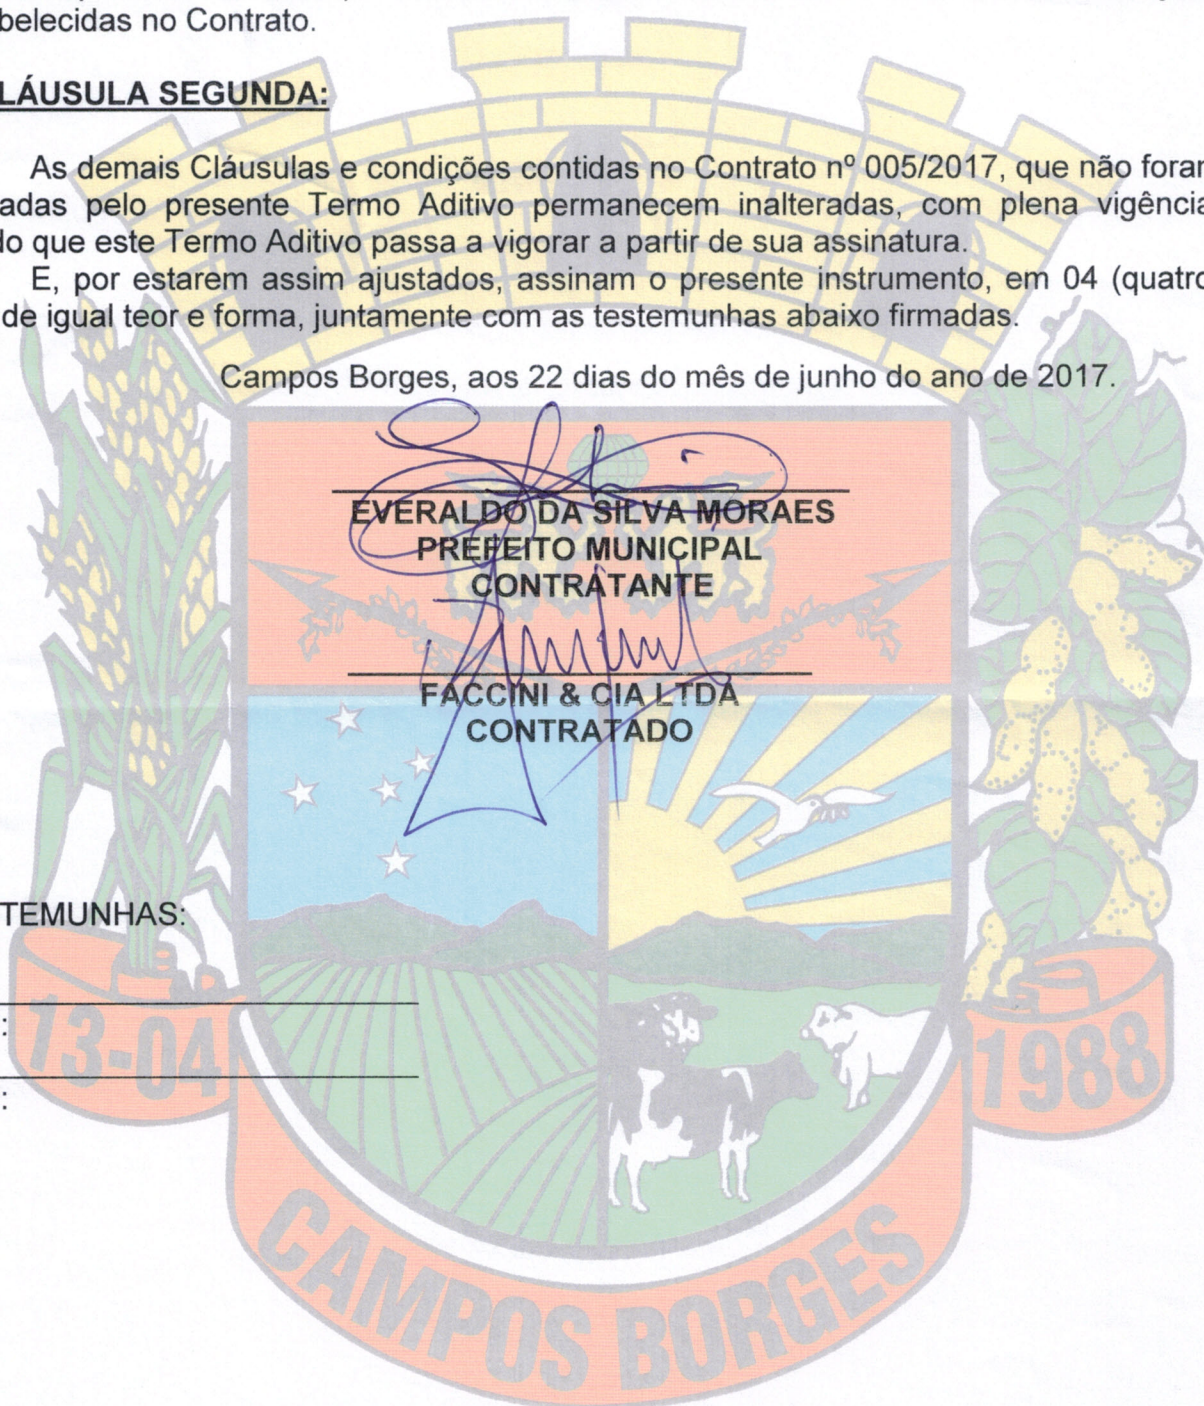 belecidas no Contrato.
LÁUSULA SEGUNDA:
As demais Cláusulas e condições contidas no Contrato nº 005/2017, que não foram
adas pelo presente Termo Aditivo permanecem inalteradas, com plena vigência
do que este Termo Aditivo passa a vigorar a partir de sua assinatura.
E, por estarem assim ajustados, assinam o presente instrumento, em 04 (quatro
de igual teor e forma, juntamente com as testemunhas abaixo firmadas.
Campos Borges, aos 22 dias do mês de junho do ano de 2017.
EVERALDO DA SILVA MORAES
PREFEITO MUNICIPAL
CONTRATANTE
FACCINI & CIA LTDA
CONTRATADO
TEMUNHAS:
:
:
13-04
1988
CAMPOS BORGES